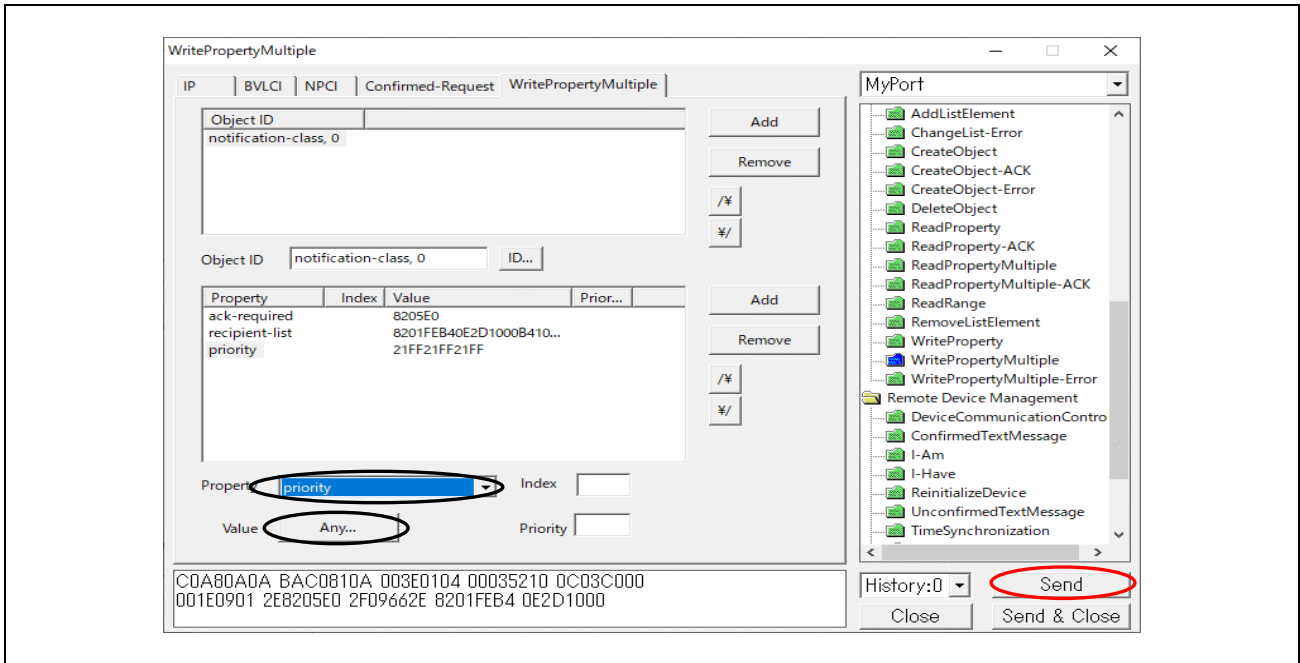 WritePropertyMultiple
IP BVLCI NPCI Confirmed-Request WritePropertyMultiple
Object ID
notification-class, 0
Add
Remove
/¥
¥/
Object ID notification-class, 0 ID...
Property Index Value Prior...
ack-required 8205E0
recipient-list 8201FEB40E2D1000B410...
priority 21FF21FF21FF
Add
Remove
/¥
¥/
Property priority Index
Value Any... Priority
C0A80A0A BAC0810A 003E0104 00035210 0C03C000
001E0901 2E8205E0 2F09662E 8201FEB4 0E2D1000
MyPort
AddListElement
ChangeList-Error
CreateObject
CreateObject-ACK
CreateObject-Error
DeleteObject
ReadProperty
ReadProperty-ACK
ReadPropertyMultiple
ReadPropertyMultiple-ACK
ReadRange
RemoveListElement
WriteProperty
WritePropertyMultiple
WritePropertyMultiple-Error
Remote Device Management
DeviceCommunicationContro
ConfirmedTextMessage
I-Am
I-Have
ReinitializeDevice
UnconfirmedTextMessage
TimeSynchronization
History:0 Send
Close Send & Close